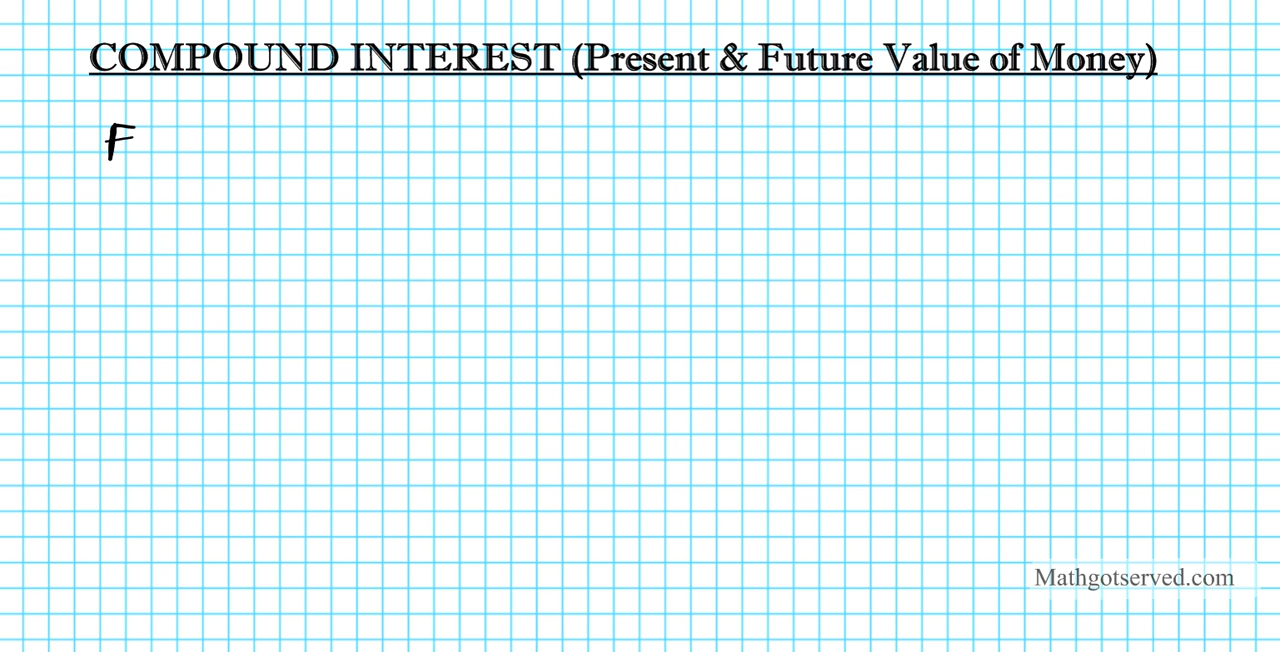 COMPOUND INTEREST (Present & Future Value of Money)
F
Mathgotserved.com